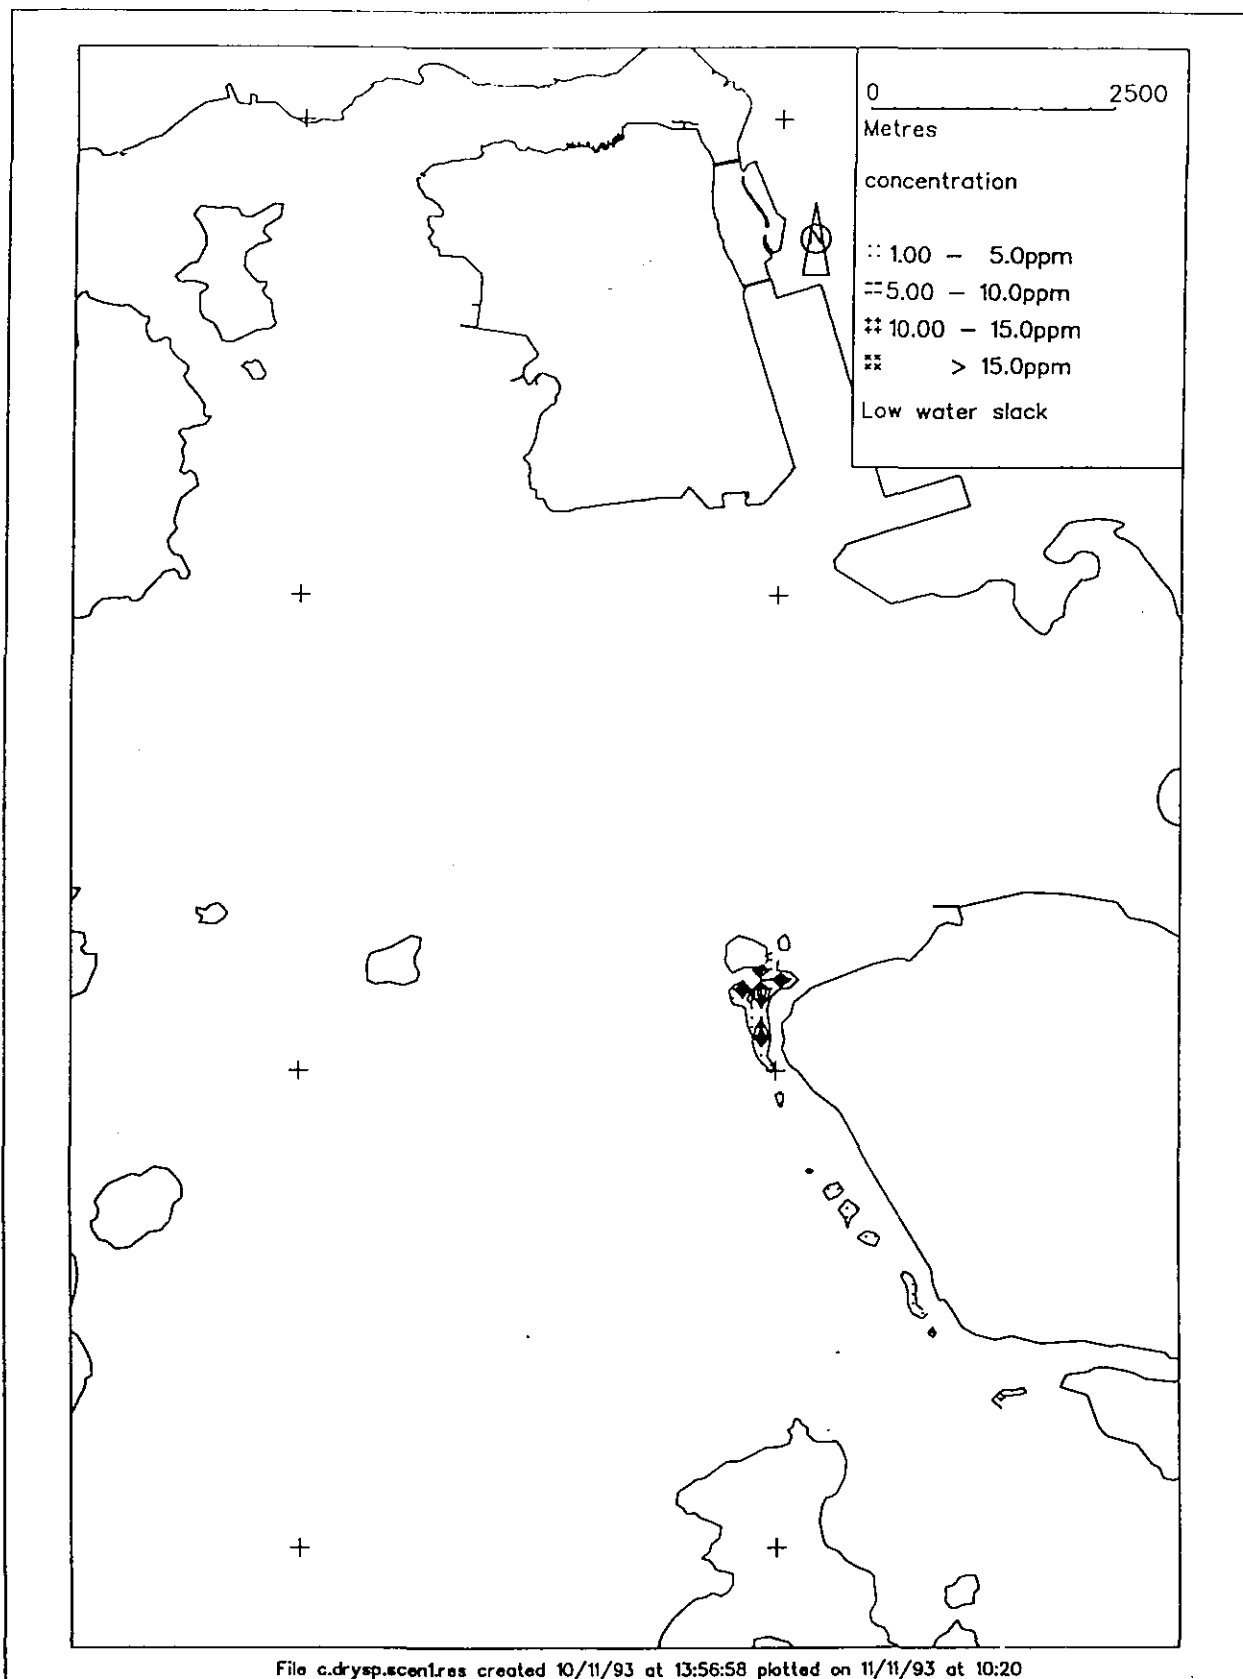 0 2500
Metres
concentration
N
1.00 - 5.0ppm
5.00 - 10.0ppm
10.00 - 15.0ppm
> 15.0ppm
Low water slack
File c.drysp.scen1.res created 10/11/93 at 13:56:58 plotted on 11/11/93 at 10:20